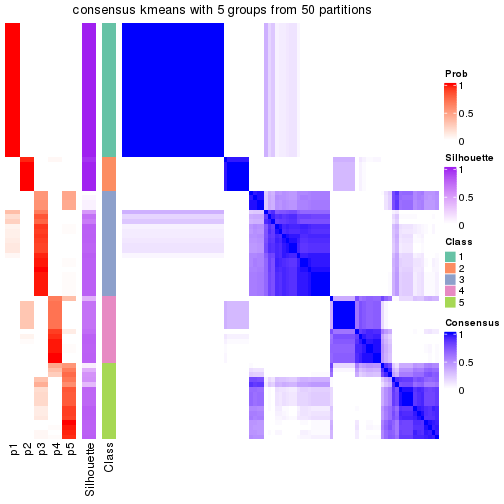 consensus kmeans with 5 groups from 50 partitions
Prob
1
0.5
0
Silhouette
1
0.5
0
Class
1
2
3
4
5
Consensus
1
0.5
0
p1
p2
p3
p4
p5
Silhouette
Class